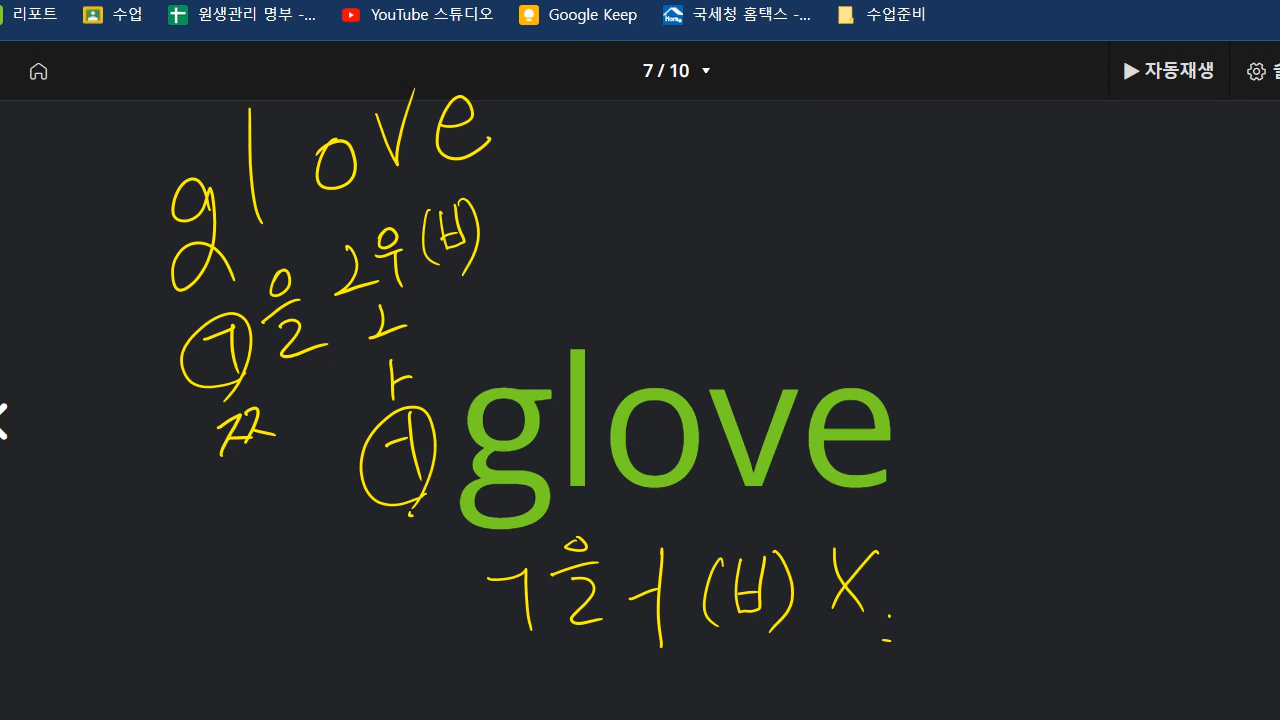 리포트 수업 원생관리 명부 -... YouTube 스튜디오 Google Keep 국세청 홈택스 -... 수업준비
7 / 10 자동재생
glove
ㄱ 을 ㄹ우(ㅂ)
ㅈ ㅗ
ㅏ
ㅓ
glove
ㄱ을ㅓ(ㅂ) X